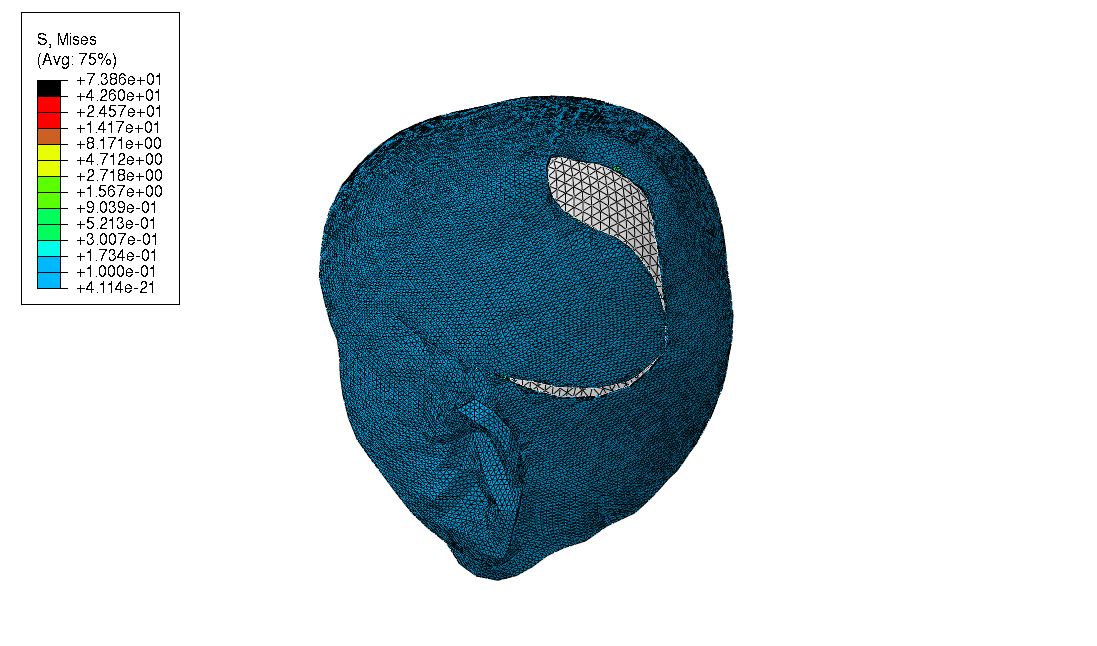 S, Mises
(Avg: 75%)
+7.386e+01
+4.260e+01
+2.457e+01
+1.417e+01
+8.171e+00
+4.712e+00
+2.718e+00
+1.567e+00
+9.039e-01
+5.213e-01
+3.007e-01
+1.734e-01
+1.000e-01
+4.114e-21